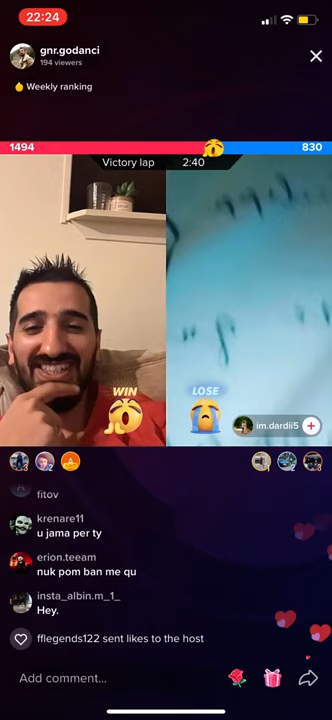 22:24
gnr.godanci
194 viewers
Weekly ranking
1494
830
Victory lap 2:40
WIN
LOSE
im.dardii5
fitov
krenare11
u jama per ty
erion.teeam
nuk pom ban me qu
insta_albin.m_1_
Hey.
fflegends122 sent likes to the host
Add comment...